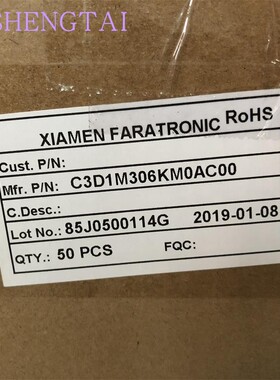 SHENGTAI
XIAMEN FARATRONIC RoHS
Cust. P/N:
Mfr. P/N: C3D1M306KM0AC00
C.Desc.:
Lot No.: 85J0500114G 2019-01-08
QTY.: 50 PCS FQC: